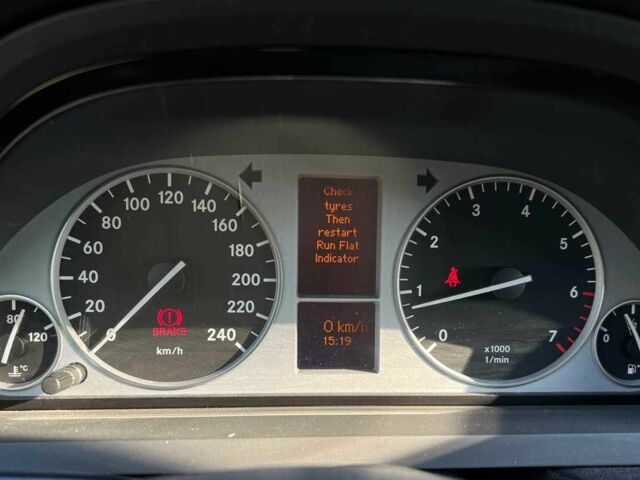 Check
tyres
Then
restart
Run Flat
Indicator
0 km/h
15:19
0
20
40
60
80
100
120
140
160
180
200
220
240
BRAKE
km/h
0
1
2
3
4
5
6
7
x1000
1/min
80
120
°C
0